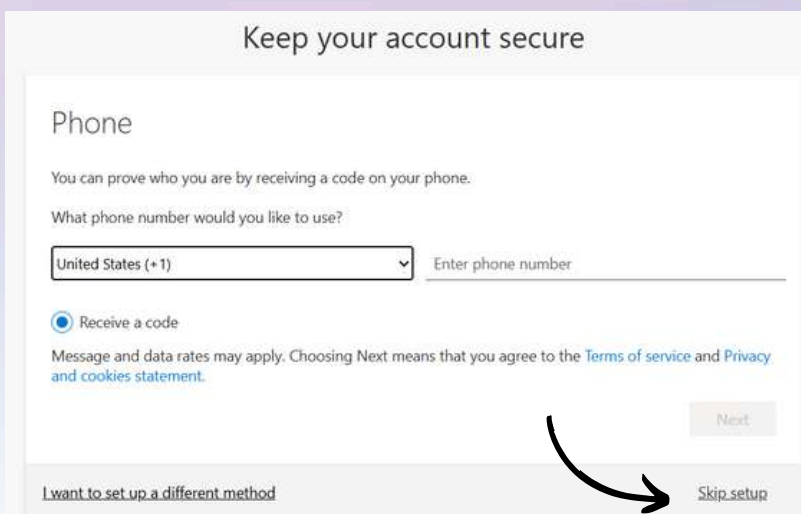 Keep your account secure
Phone
You can prove who you are by receiving a code on your phone.
What phone number would you like to use?
United States (+1)
Enter phone number
Receive a code
Message and data rates may apply. Choosing Next means that you agree to the Terms of service and Privacy
and cookies statement.
Next
I want to set up a different method
Skip setup